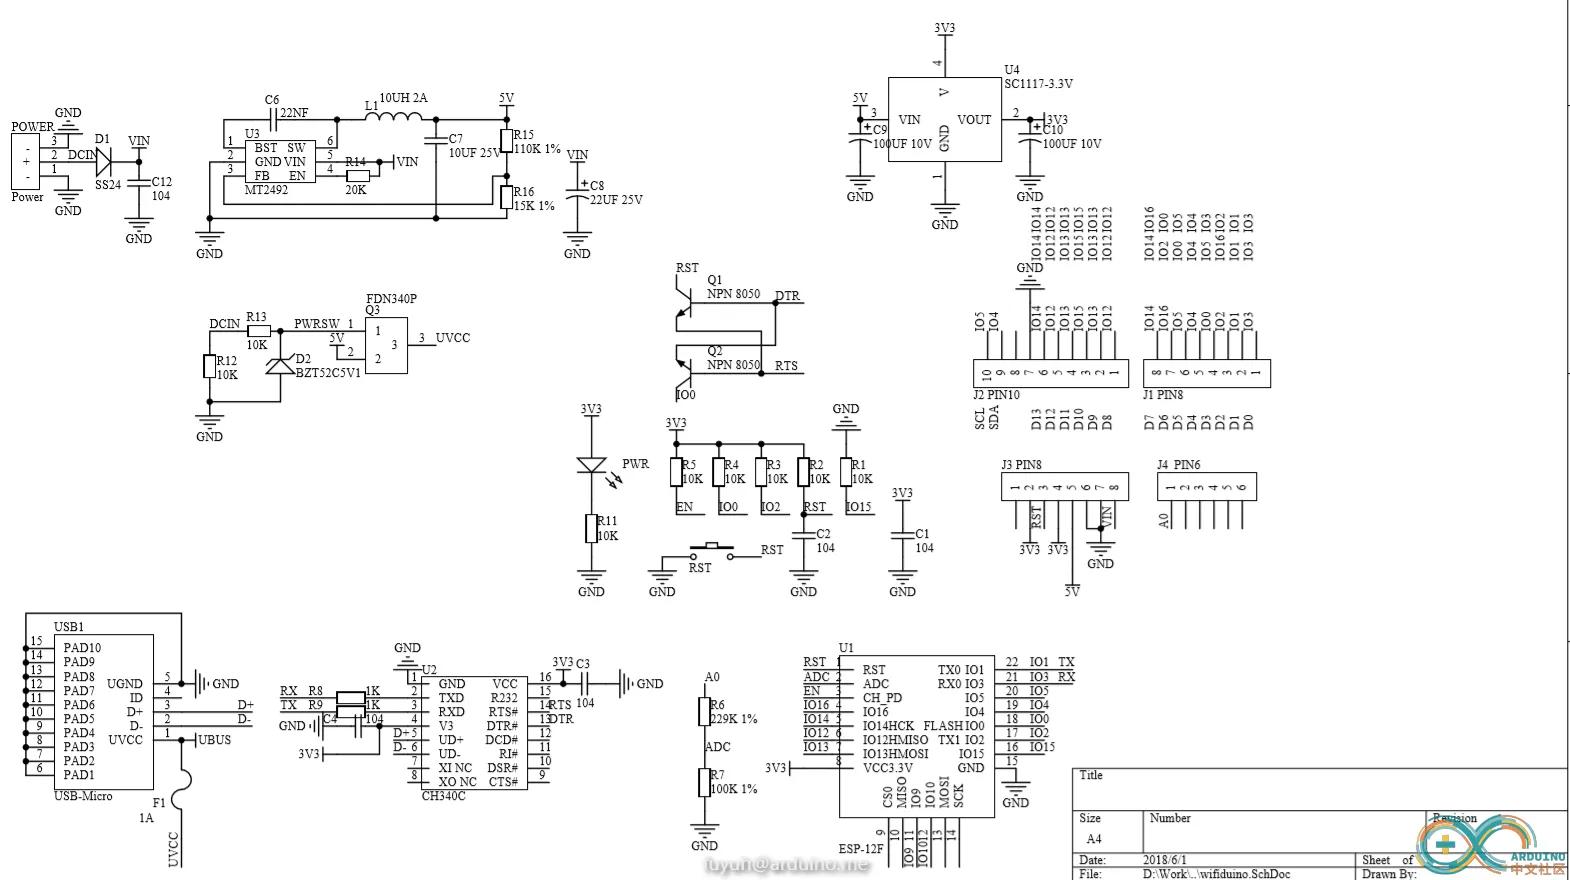 POWER
GND
3
2
1
-
+
-
DCIN
D1
SS24
VIN
C12
104
Power
GND
GND
C6
22NF
L1
10UH 2A
5V
U3
1
2
3
BST SW
GND VIN
FB EN
6
5
4
MT2492
R14
20K
VIN
C7
10UF 25V
R15
110K 1%
R16
15K 1%
GND
VIN
C8
22UF 25V
GND
3V3
4
U4
SC1117-3.3V
5V
3
VIN
V
VOUT
GND
2
3V3
1
C9
100UF 10V
C10
100UF 10V
GND
GND
GND
DCIN
R13
10K
R12
10K
PWRSW
D2
BZT52C5V1
5V
FDN340P
Q3
1
2
1
2
3
3
UVCC
GND
RST
Q1
NPN 8050
DTR
Q2
NPN 8050
RTS
IO0
IO14 IO14
IO12 IO12
IO13 IO13
IO15 IO15
IO13 IO13
IO12 IO12
IO14 IO16
IO2 IO0
IO0 IO5
IO4 IO4
IO5 IO3
IO16 IO2
IO1 IO1
IO3 IO3
GND
IO5
IO4
IO14
IO12
IO13
IO15
IO13
IO12
10 9 8 7 6 5 4 3 2 1
J2 PIN10
SCL
SDA
D13
D12
D11
D10
D9
D8
IO14
IO16
IO5
IO4
IO0
IO2
IO1
IO3
8 7 6 5 4 3 2 1
J1 PIN8
D7
D6
D5
D4
D3
D2
D1
D0
J3 PIN8
1 2 3 4 5 6 7 8
RST
VIN
3V3
3V3
GND
5V
J4 PIN6
1 2 3 4 5 6
A0
3V3
PWR
R11
10K
GND
3V3
R5
10K
R4
10K
R3
10K
R2
10K
GND
R1
10K
EN
IO0
IO2
RST
IO15
C2
104
GND
RST
RST
GND
3V3
C1
104
GND
USB1
15 PAD10
14 PAD9
13 PAD8
12 PAD7
11 PAD6
10 PAD5
9 PAD4
8 PAD3
7 PAD2
6 PAD1
UGND 5
ID 4
D+ 3
D- 2
UVCC 1
GND
D+
D-
UBUS
USB-Micro
F1
1A
UVCC
GND
U2
RX R8 1K
TX R9 1K
GND
C4 104
3V3
D+
D-
1 GND
2 TXD
3 RXD
4 V3
5 UD+
6 UD-
7 XI NC
8 XO NC
VCC 16
R232 15
RTS# 14
DTR# 13
DCD# 12
RI# 11
DSR# 10
CTS# 9
RTS
DTR
CH340C
3V3
C3
104
GND
A0
R6
229K 1%
ADC
R7
100K 1%
GND
U1
RST 1 RST
ADC 2 ADC
EN 3 CH_PD
IO16 4 IO16
IO14 5 IO14HCK
IO12 6 IO12HMISO
IO13 7 IO13HMOSI
3V3 8 VCC3.3V
TX0 IO1 22 IO1 TX
RX0 IO3 21 IO3 RX
IO5 20 IO5
IO4 19 IO4
FLASH IO0 18 IO0
TX1 IO2 17 IO2
IO15 16 IO15
GND 15
GND
CS0
MISO
IO9
IO10
MOSI
SCK
9
10
11
12
13
14
IO9
IO10
ESP-12F
fuyuh@arduino.me
Title
Size
A4
Number
Revision
Date:
2018/6/1
Sheet of
File:
D:\Work\..\wifiduino.SchDoc
Drawn By:
ARDUINO
中文社区